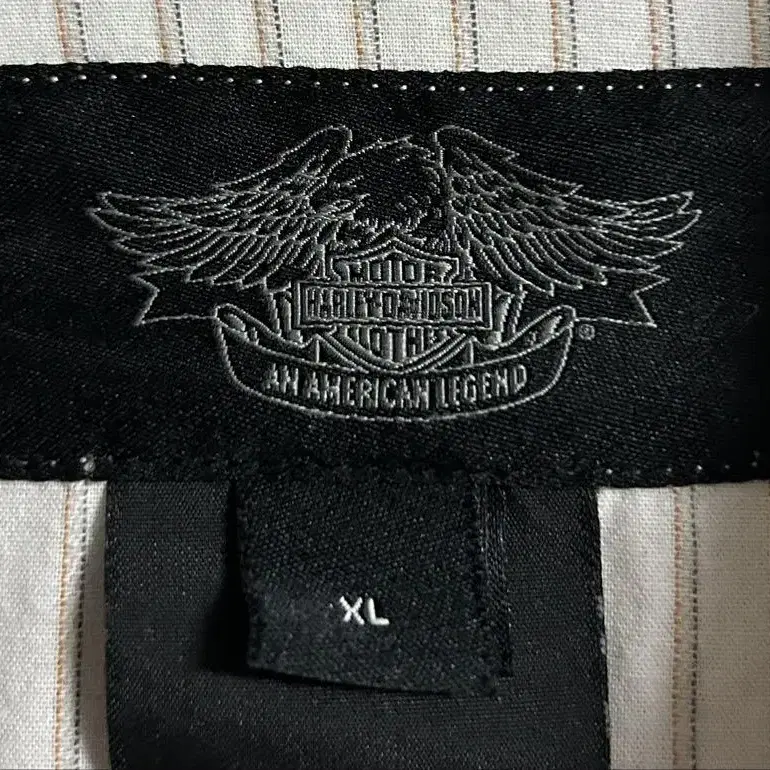 MOTOR
HARLEY-DAVIDSON
CLOTHES
AN AMERICAN LEGEND
®
XL